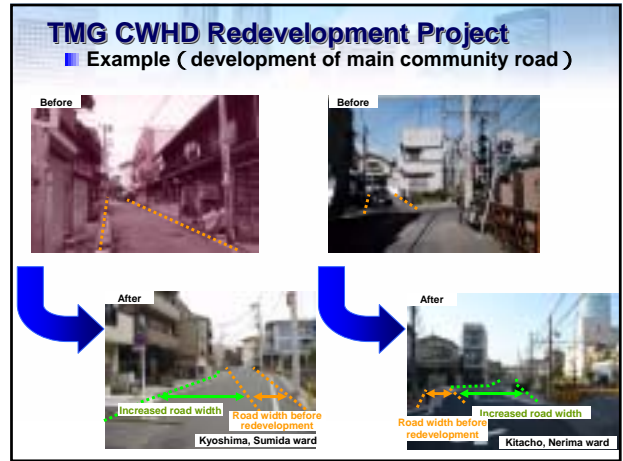 TMG CWHD Redevelopment Project
Example（development of main community road）
Before
Before
After
Increased road width
Road width before
redevelopment
Kyoshima, Sumida ward
After
Increased road width
Road width before
redevelopment
Kitacho, Nerima ward